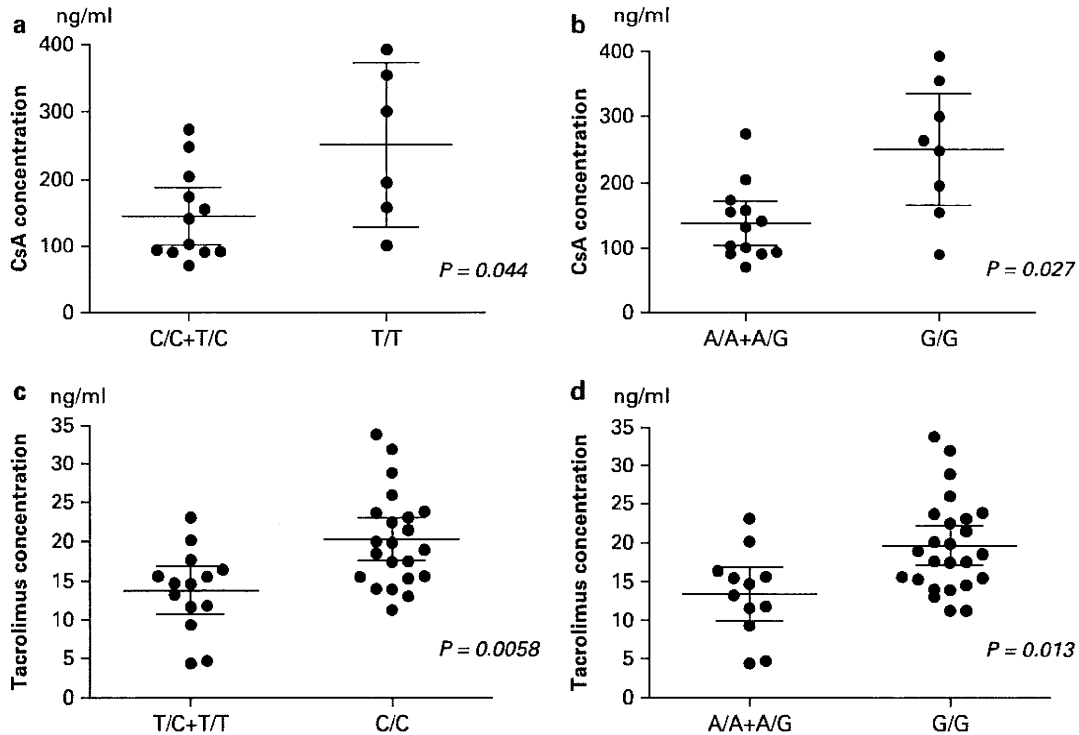 a ng/ml
CsA concentration
400
300
200
100
0
P = 0.044
C/C+T/C T/T
b ng/ml
CsA concentration
400
300
200
100
0
P = 0.027
A/A+A/G G/G
c ng/ml
Tacrolimus concentration
35
30
25
20
15
10
5
0
P = 0.0058
T/C+T/T C/C
d ng/ml
Tacrolimus concentration
35
30
25
20
15
10
5
0
P = 0.013
A/A+A/G G/G